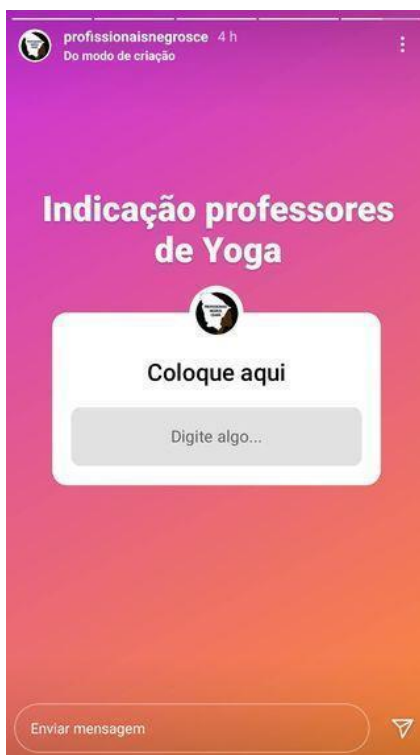 profissionaisnegrosce 4 h
Do modo de criação
Indicação professores
de Yoga
Coloque aqui
Digite algo...
Enviar mensagem